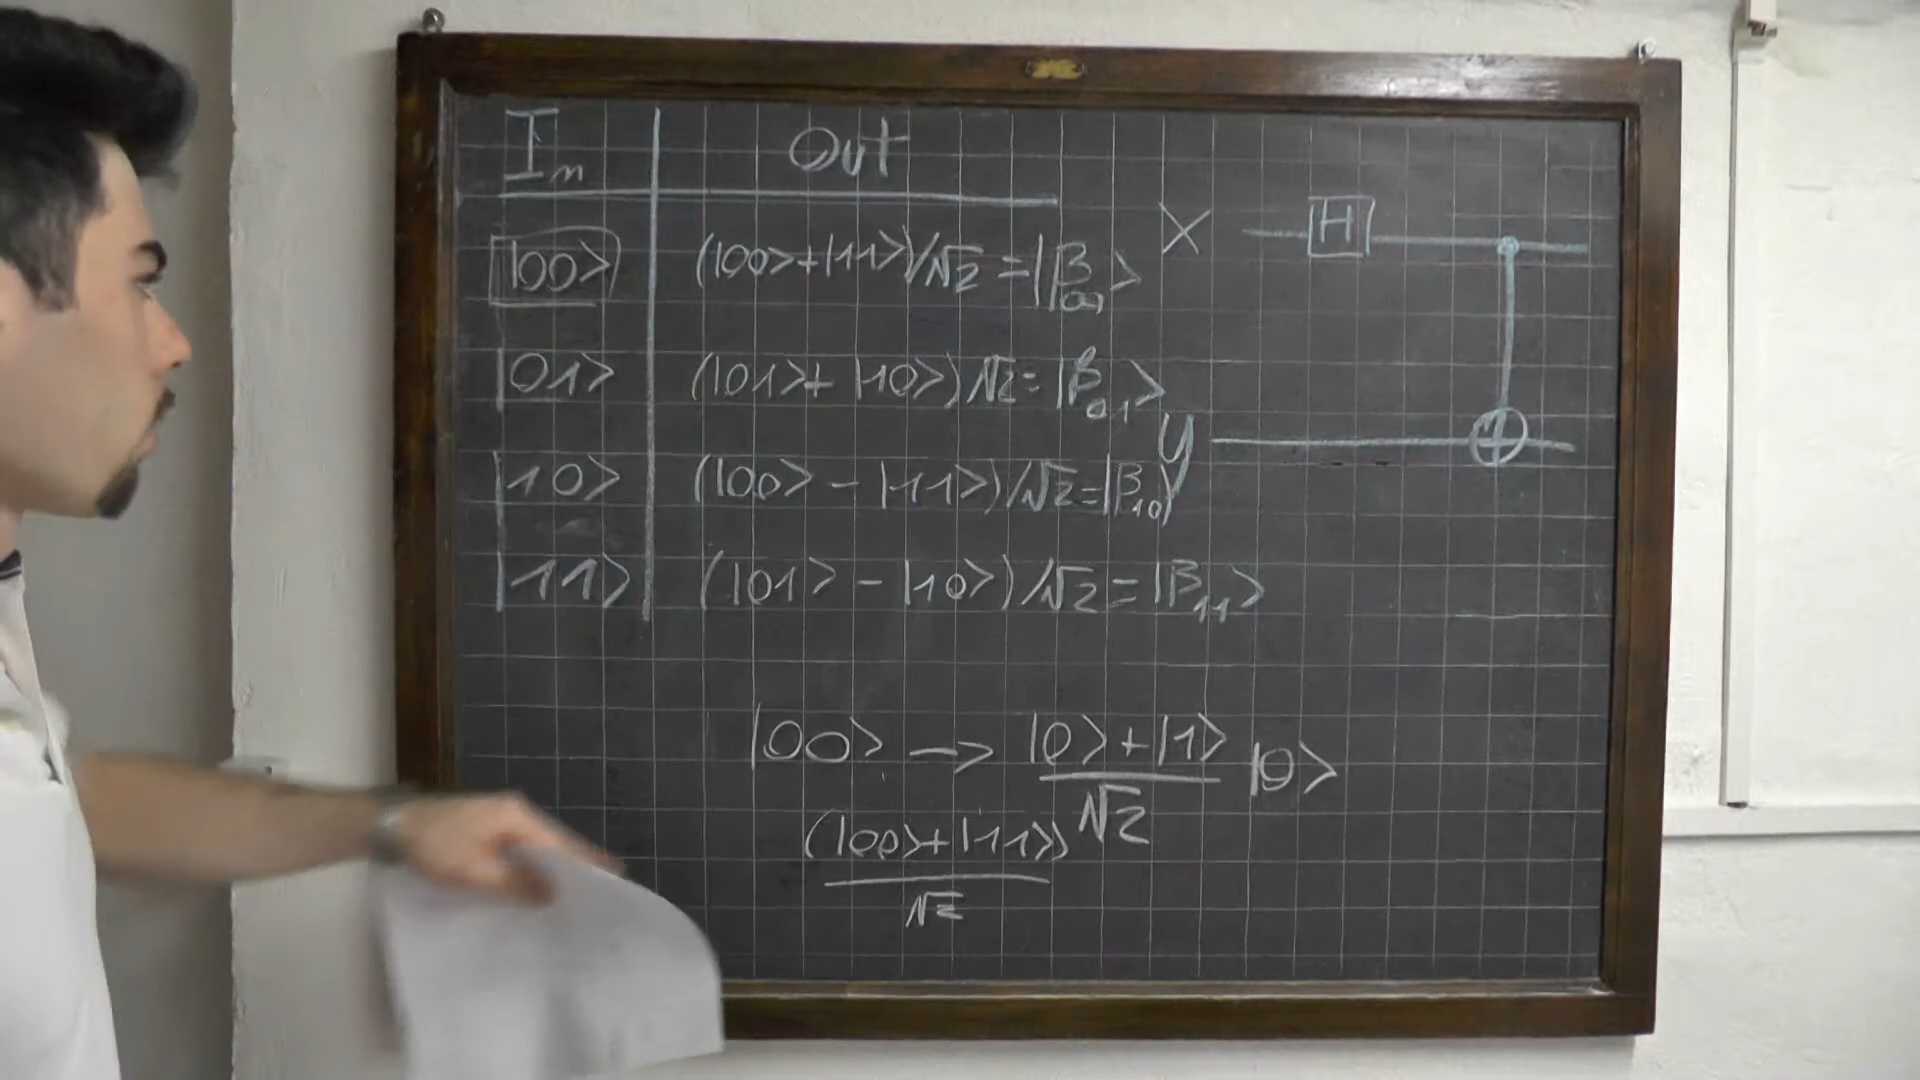 In Out
|00> (|00>+|11>)/√2 = |β00>
|01> (|01>+ |10>)√2 = |β01>
|10> (|00> - |11>)/√2 = |β10>
|11> (|01> - |10>)/√2 = |β11>
X H
y
|00> -> |0>+|1>/√2 |0>
(|00>+|11>)/√2